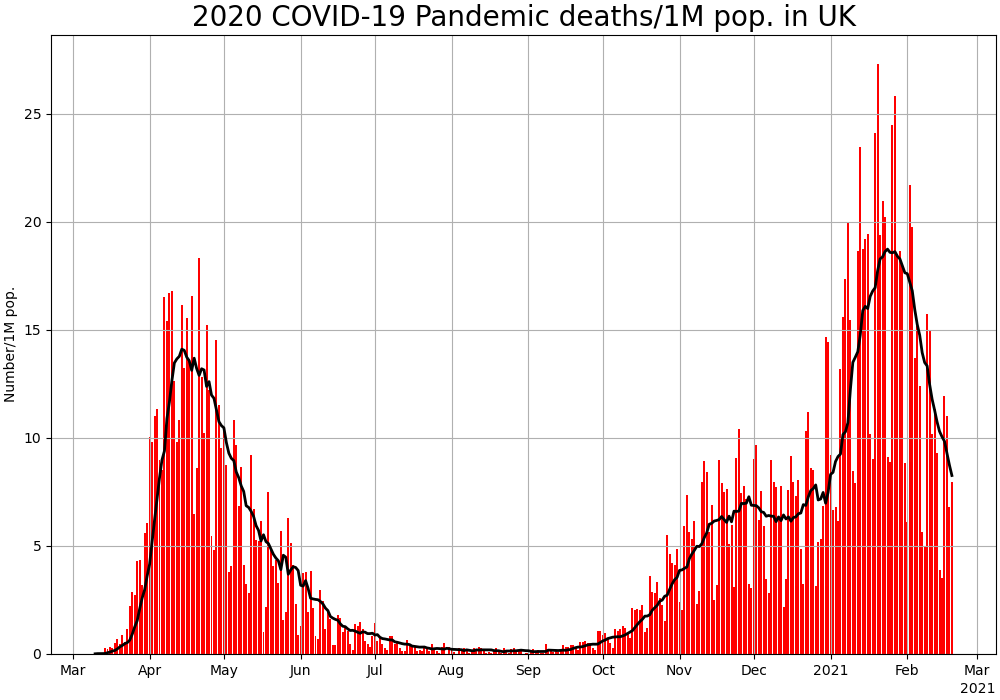 2020 COVID-19 Pandemic deaths/1M pop. in UK
Number/1M pop.
25
20
15
10
5
0
Mar Apr May Jun Jul Aug Sep Oct Nov Dec 2021 Feb Mar
2021